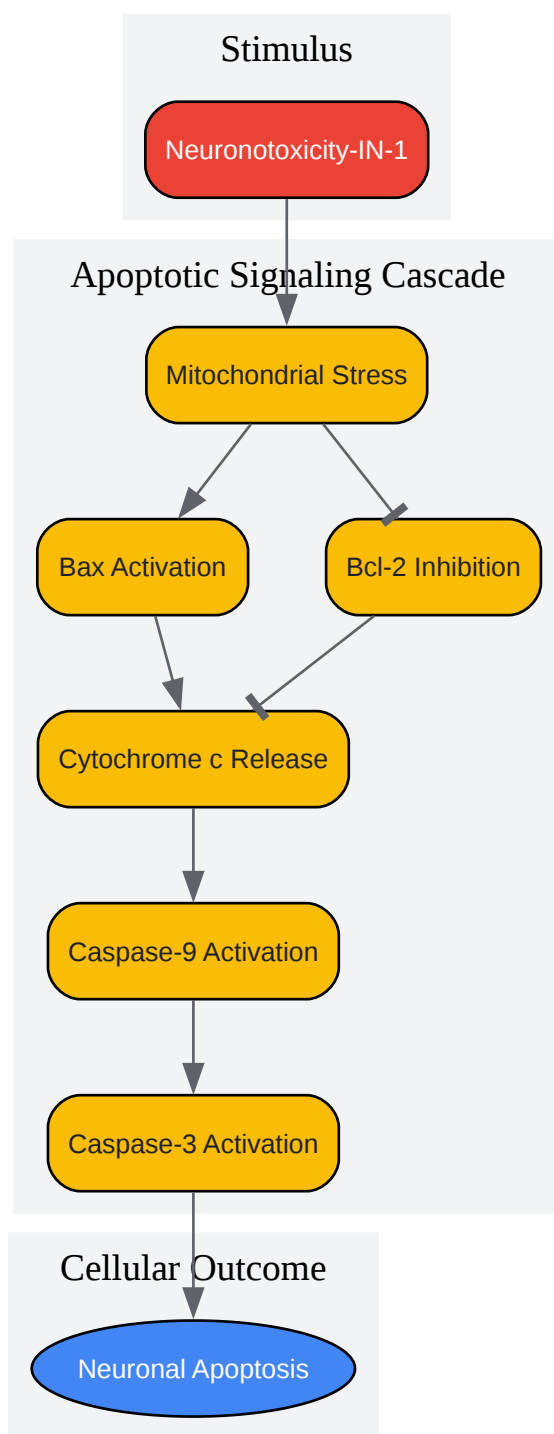 Stimulus
Neuronotoxicity-IN-1
Apoptotic Signaling Cascade
Mitochondrial Stress
Bax Activation
Bcl-2 Inhibition
Cytochrome c Release
Caspase-9 Activation
Caspase-3 Activation
Cellular Outcome
Neuronal Apoptosis